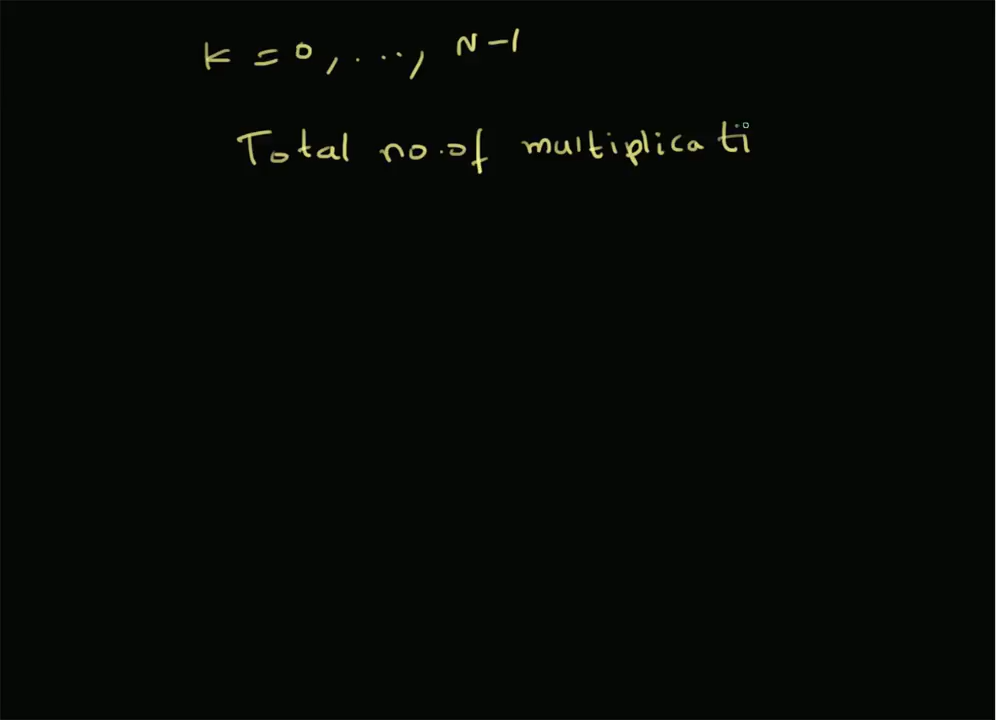 K = 0, ..., N-1
Total no. of multiplicati